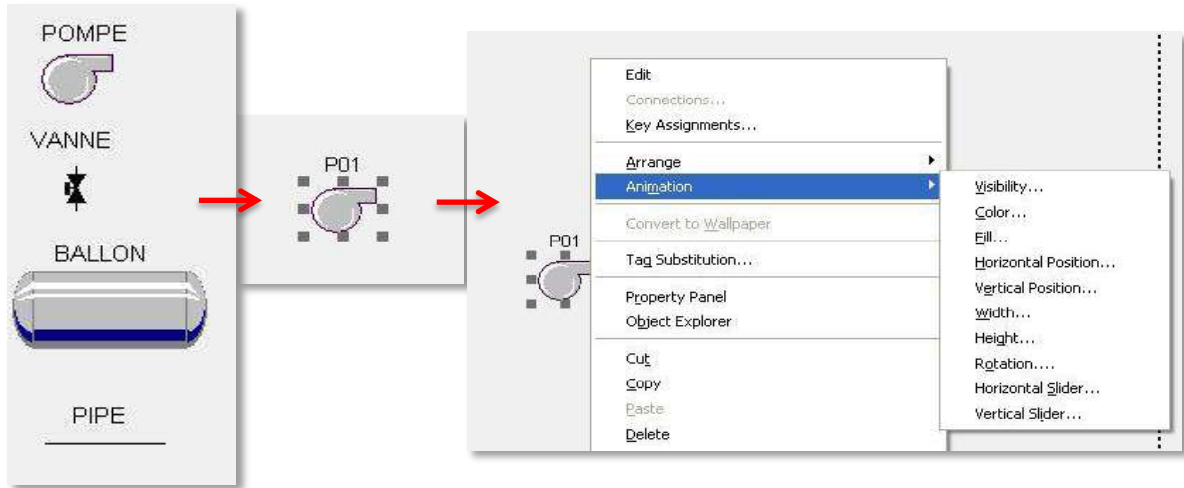 POMPE
VANNE
BALLON
PIPE
P01
P01
Edit
Connections...
Key Assignments...
Arrange
Animation
Convert to Wallpaper
Tag Substitution...
Property Panel
Object Explorer
Cut
Copy
Paste
Delete
Visibility...
Color...
Fill...
Horizontal Position...
Vertical Position...
Width...
Height...
Rotation....
Horizontal Slider...
Vertical Slider...